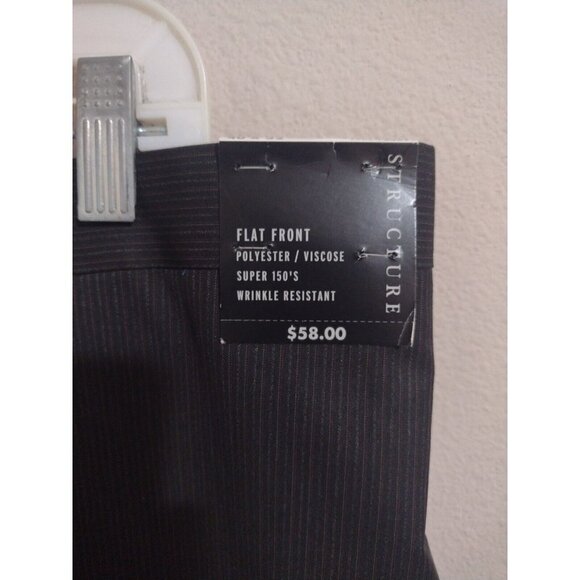 STRUCTURE
FLAT FRONT
POLYESTER / VISCOSE
SUPER 150'S
WRINKLE RESISTANT
$58.00